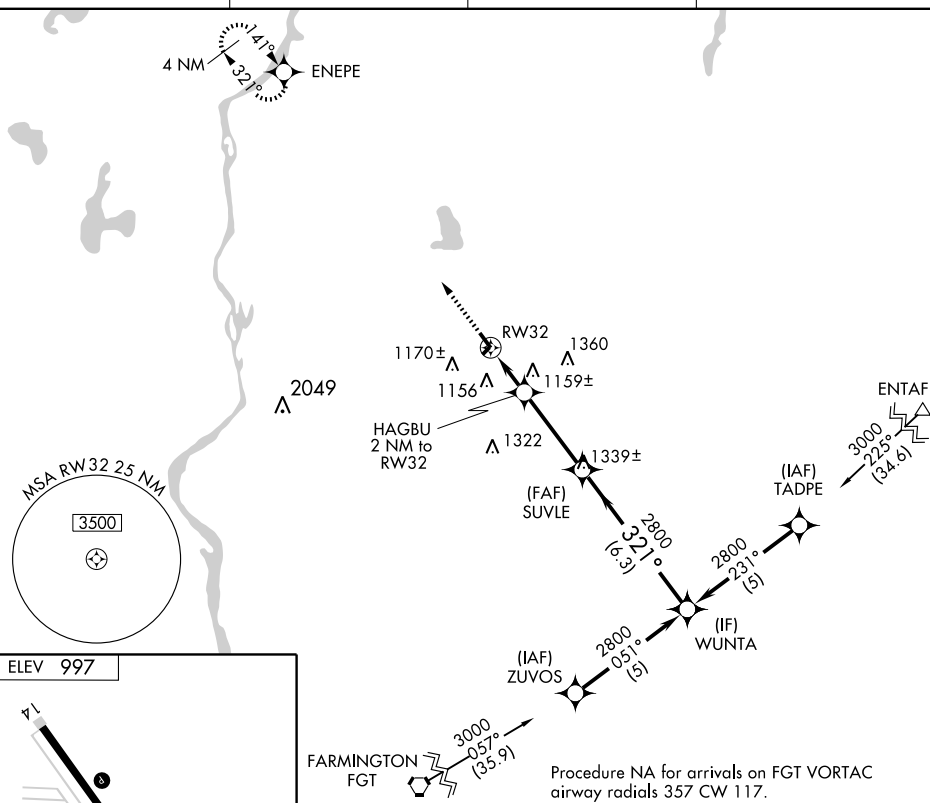 141°
4 NM
321°
ENEPE
RW32
1170±
1360
1156
1159±
2049
HAGBU
2 NM to
RW32
1322
1339±
(FAF)
SUVLE
ENTAF
3000
225°
(34.6)
(IAF)
TADPE
MSA RW32 25 NM
3500
2800
321°
(6.3)
2800
231°
(5)
(IF)
WUNTA
2800
051°
(5)
(IAF)
ZUVOS
ELEV 997
14
P
3000
057°
(35.9)
FARMINGTON
FGT
Procedure NA for arrivals on FGT VORTAC
airway radials 357 CW 117.